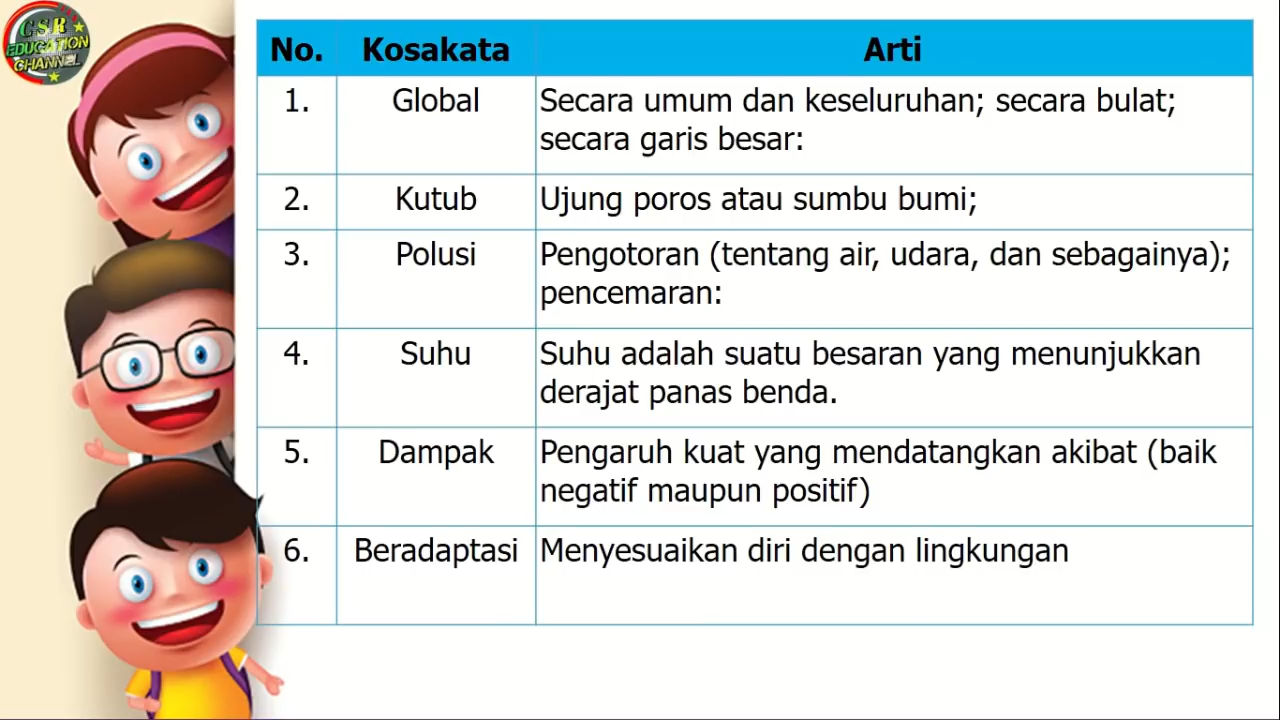 CSR
EDUCATION
CHANNEL
No. Kosakata Arti
1. Global Secara umum dan keseluruhan; secara bulat;
secara garis besar:
2. Kutub Ujung poros atau sumbu bumi;
3. Polusi Pengotoran (tentang air, udara, dan sebagainya);
pencemaran:
4. Suhu Suhu adalah suatu besaran yang menunjukkan
derajat panas benda.
5. Dampak Pengaruh kuat yang mendatangkan akibat (baik
negatif maupun positif)
6. Beradaptasi Menyesuaikan diri dengan lingkungan